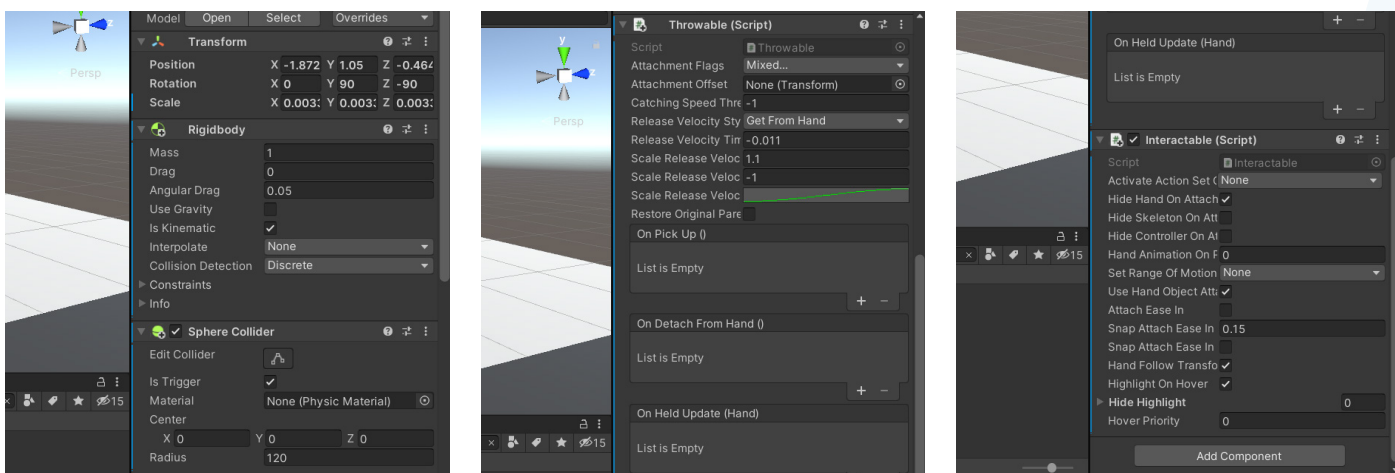 Model Open Select Overrides
Transform
Persp
Position X -1.872 Y 1.05 Z -0.464
Rotation X 0 Y 90 Z -90
Scale X 0.003 Y 0.003 Z 0.003
Rigidbody
Mass 1
Drag 0
Angular Drag 0.05
Use Gravity
Is Kinematic
Interpolate None
Collision Detection Discrete
Constraints
Info
Sphere Collider
Edit Collider
Is Trigger
15
Material None (Physic Material)
Center
X 0 Y 0 Z 0
Radius 120
Throwable (Script)
y
z
Script Throwable
Attachment Flags Mixed...
Attachment Offset None (Transform)
Catching Speed Thre -1
Persp
Release Velocity Sty Get From Hand
Release Velocity Tim -0.011
Scale Release Veloc 1.1
Scale Release Veloc -1
Scale Release Veloc
Restore Original Pare
On Pick Up ()
List is Empty
+ −
On Detach From Hand ()
List is Empty
+ −
On Held Update (Hand)
15
List is Empty
+ −
On Held Update (Hand)
List is Empty
+ −
Interactable (Script)
Script Interactable
Activate Action Set O None
Hide Hand On Attach
Hide Skeleton On Att
Hide Controller On At
15
Hand Animation On P 0
Set Range Of Motion None
Use Hand Object Atta
Attach Ease In
Snap Attach Ease In 0.15
Snap Attach Ease In
Hand Follow Transfo
Highlight On Hover
Hide Highlight 0
Hover Priority 0
Add Component